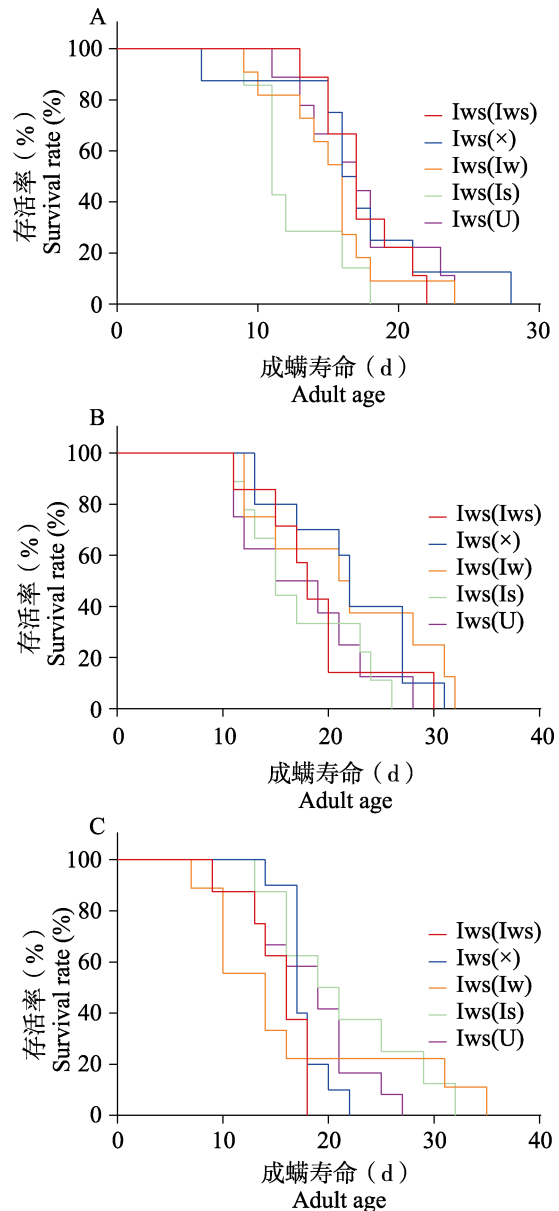 A
100
80
60
40
20
0
存活率（%）
Survival rate (%)
Iws(Iws)
Iws(×)
Iws(Iw)
Iws(Is)
Iws(U)
0 10 20 30
成螨寿命（d）
Adult age
B
100
80
60
40
20
0
存活率（%）
Survival rate (%)
Iws(Iws)
Iws(×)
Iws(Iw)
Iws(Is)
Iws(U)
0 10 20 30 40
成螨寿命（d）
Adult age
C
100
80
60
40
20
0
存活率（%）
Survival rate (%)
Iws(Iws)
Iws(×)
Iws(Iw)
Iws(Is)
Iws(U)
0 10 20 30 40
成螨寿命（d）
Adult age